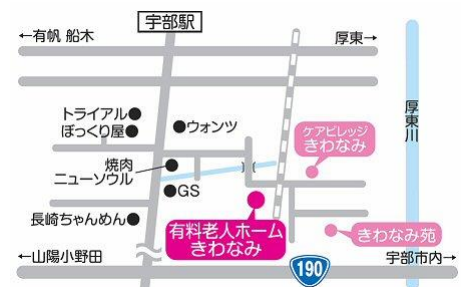 宇部駅
←有帆 船木
厚東→
トライアル
ぽっくり屋
ウォンツ
厚東川
ケアビレッジ
きわなみ
焼肉
ニューソウル
GS
長崎ちゃんめん
有料老人ホーム
きわなみ
きわなみ苑
←山陽小野田
宇部市内→
190